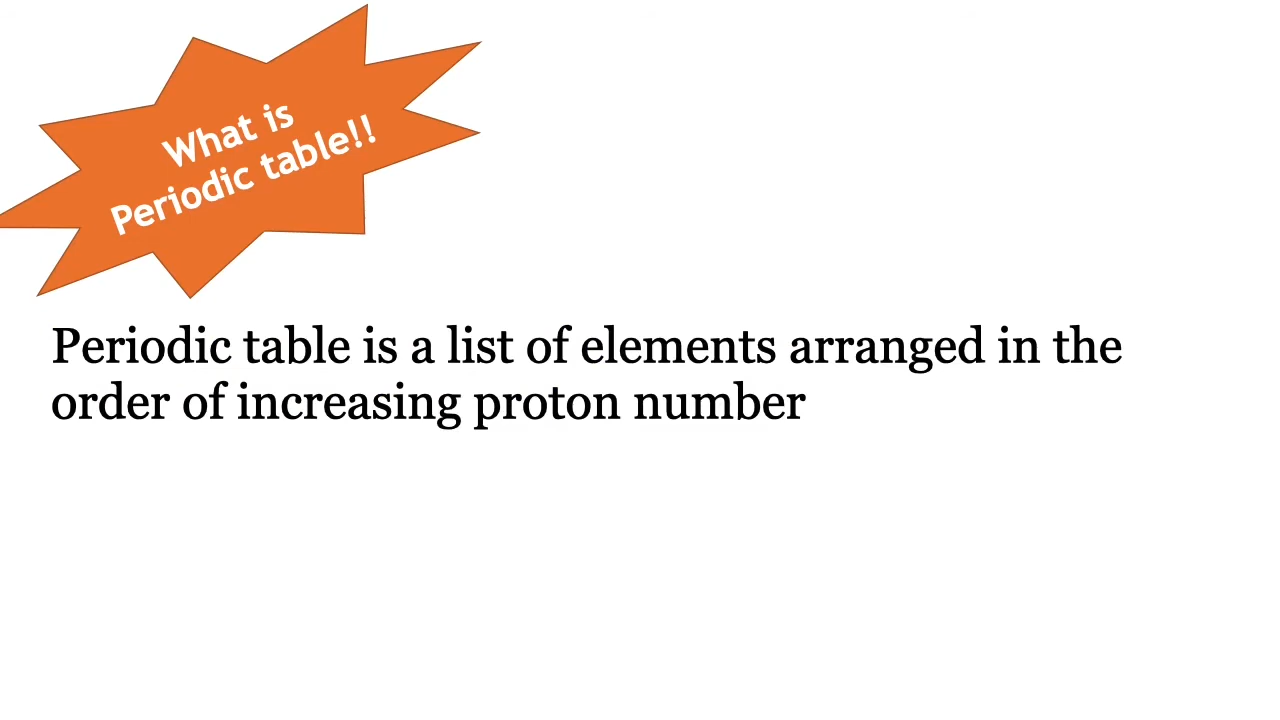 What is
Periodic table!!
Periodic table is a list of elements arranged in the
order of increasing proton number